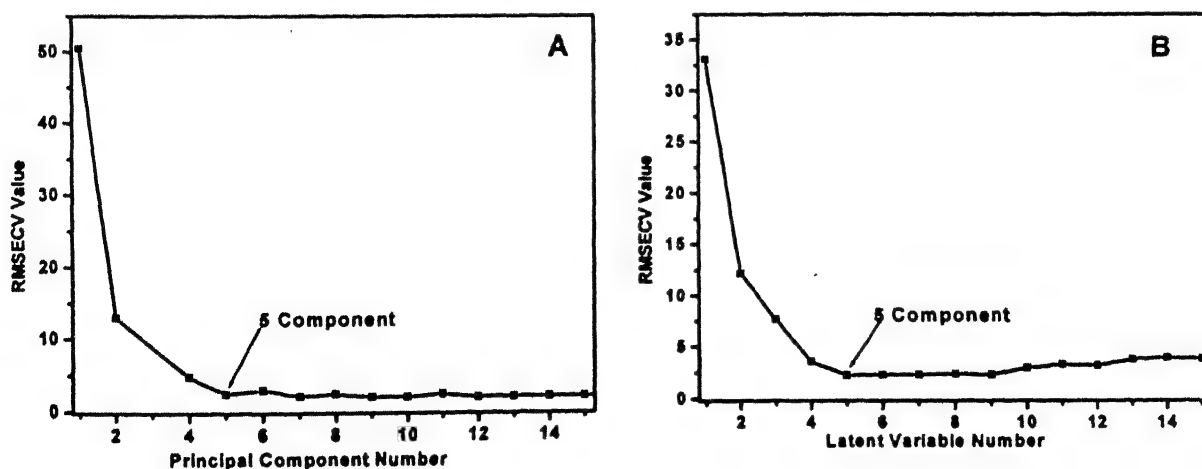 A
50
40
30
20
10
0
RMSECV Value
5 Component
2 4 6 8 10 12 14
Principal Component Number
B
35
30
25
20
15
10
5
0
RMSECV Value
5 Component
2 4 6 8 10 12 14
Latent Variable Number